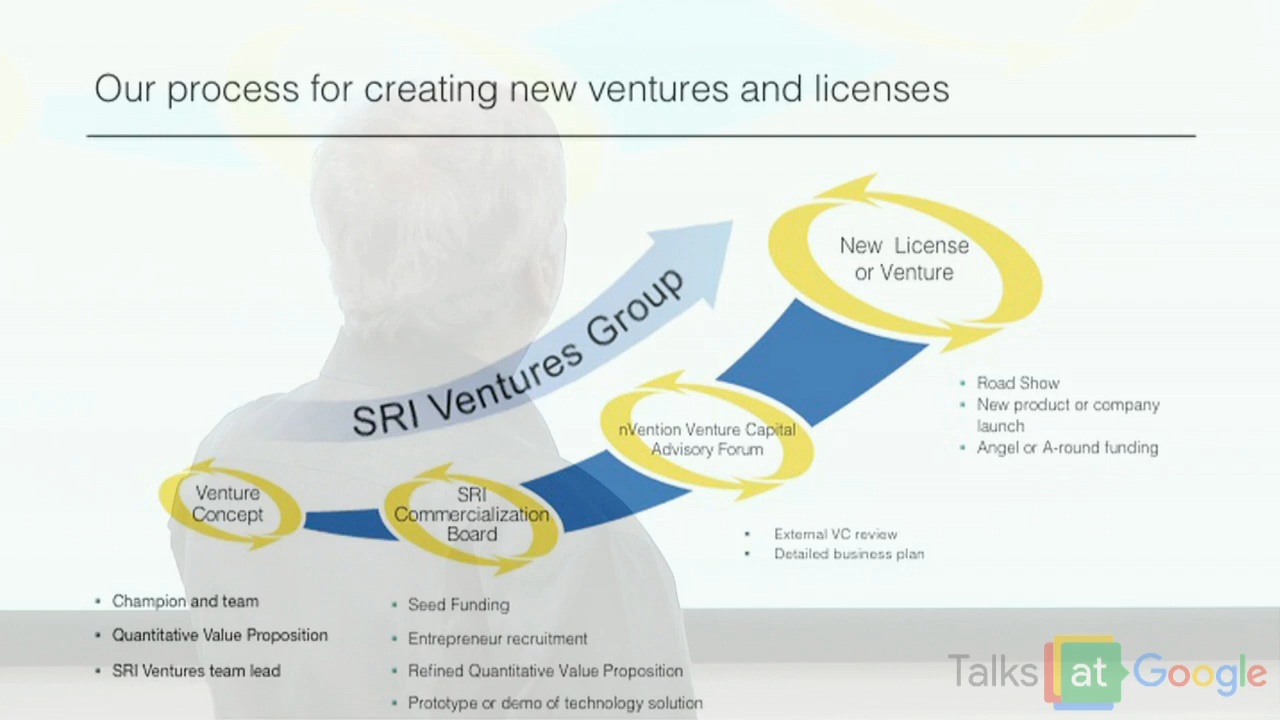 Our process for creating new ventures and licenses
New License
or Venture
SRI Ventures Group
Road Show
New product or company
launch
Angel or A-round funding
nVention Venture Capital
Advisory Forum
External VC review
Detailed business plan
Venture
Concept
SRI
Commercialization
Board
Champion and team
Quantitative Value Proposition
SRI Ventures team lead
Seed Funding
Entrepreneur recruitment
Refined Quantitative Value Proposition
Prototype or demo of technology solution
Talks at Google